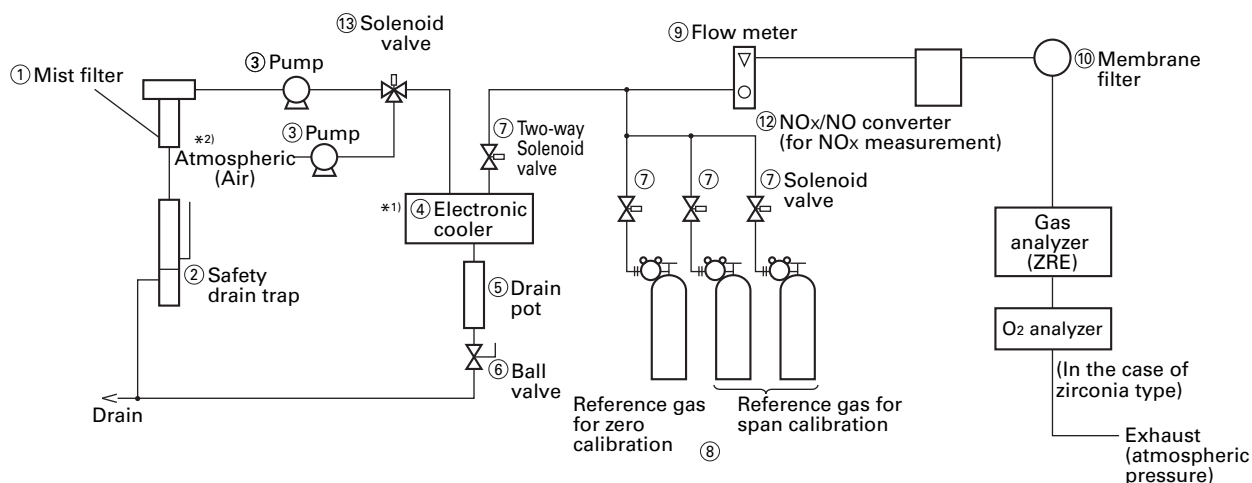 ⑬ Solenoid
valve
⑨ Flow meter
① Mist filter
③ Pump
⑩ Membrane
filter
*2)
Atmospheric
(Air)
③ Pump
⑦ Two-way
Solenoid
valve
⑫ NOx/NO converter
(for NOx measurement)
⑦
⑦
⑦ Solenoid
valve
*1)
④ Electronic
cooler
Gas
analyzer
(ZRE)
② Safety
drain trap
⑤ Drain
pot
O2 analyzer
⑥ Ball
valve
(In the case of
zirconia type)
Drain
Reference gas
for zero
calibration
Reference gas for
span calibration
⑧
Exhaust
(atmospheric
pressure)